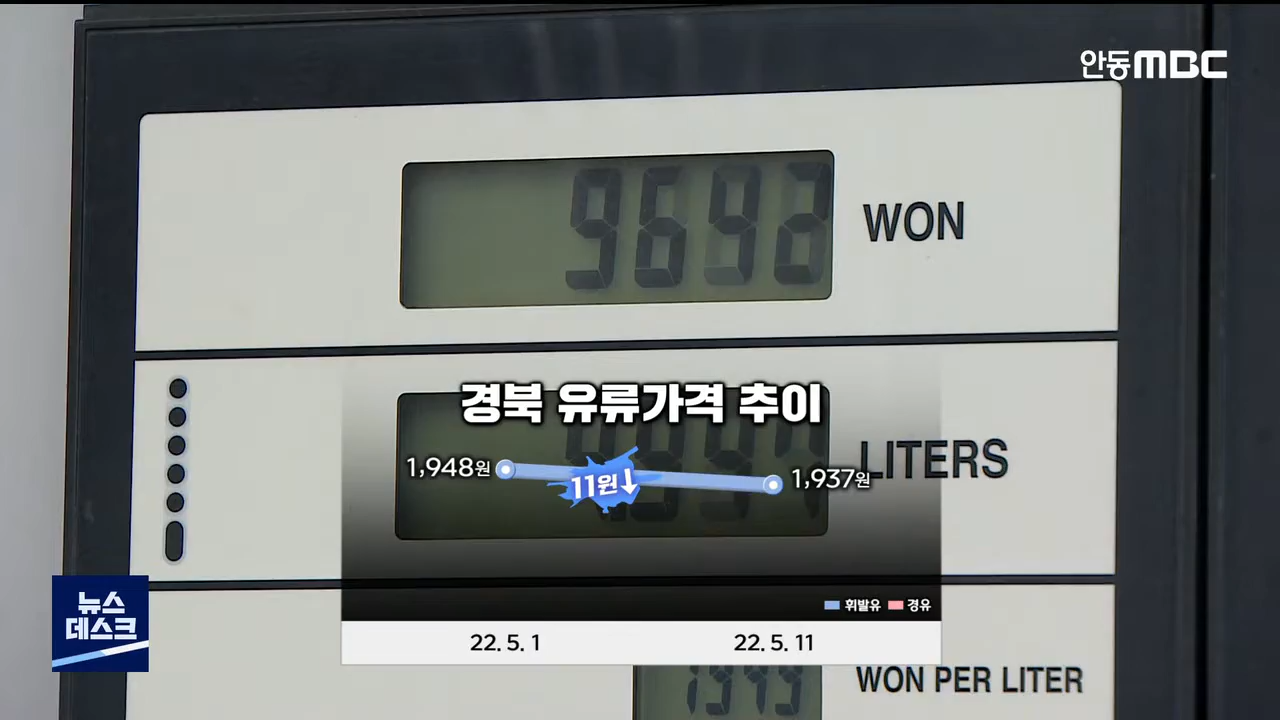 안동MBC
WON
경북 유류가격 추이
LITERS
1,948원
11원↓
1,937원
휘발유 경유
뉴스
데스크
22. 5. 1
22. 5. 11
WON PER LITER